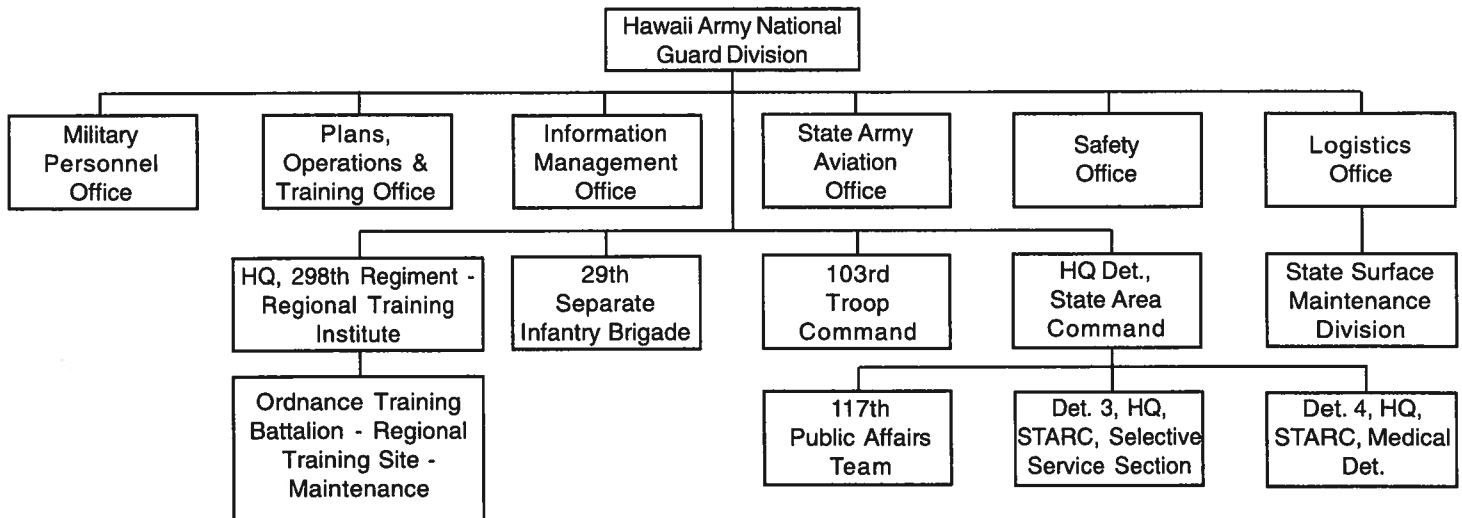 Hawaii Army National
Guard Division
Military
Personnel
Office
Plans,
Operations &
Training Office
Information
Management
Office
State Army
Aviation
Office
Safety
Office
Logistics
Office
HQ, 298th Regiment -
Regional Training
Institute
29th
Separate
Infantry Brigade
103rd
Troop
Command
HQ Det.,
State Area
Command
State Surface
Maintenance
Division
Ordnance Training
Battalion - Regional
Training Site -
Maintenance
117th
Public Affairs
Team
Det. 3, HQ,
STARC, Selective
Service Section
Det. 4, HQ,
STARC, Medical
Det.